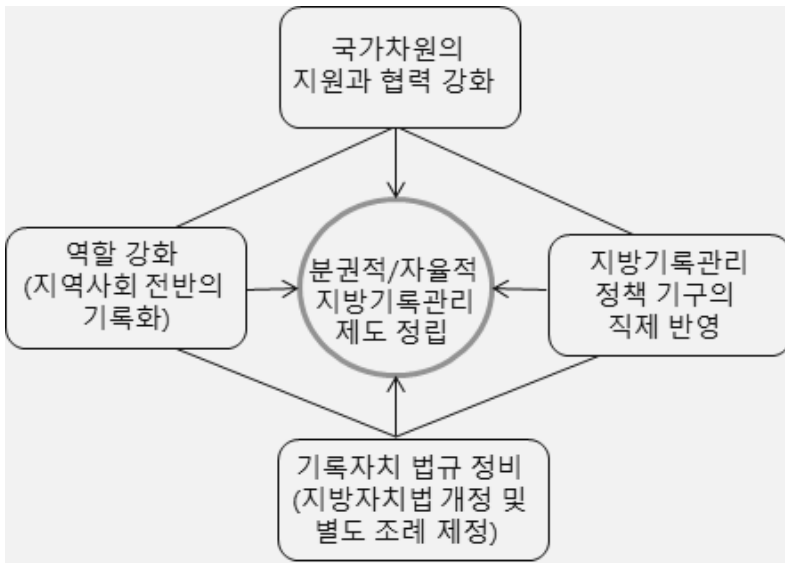 국가차원의
지원과 협력 강화
역할 강화
(지역사회 전반의
기록화)
분권적/자율적
지방기록관리
제도 정립
지방기록관리
정책 기구의
직제 반영
기록자치 법규 정비
(지방자치법 개정 및
별도 조례 제정)